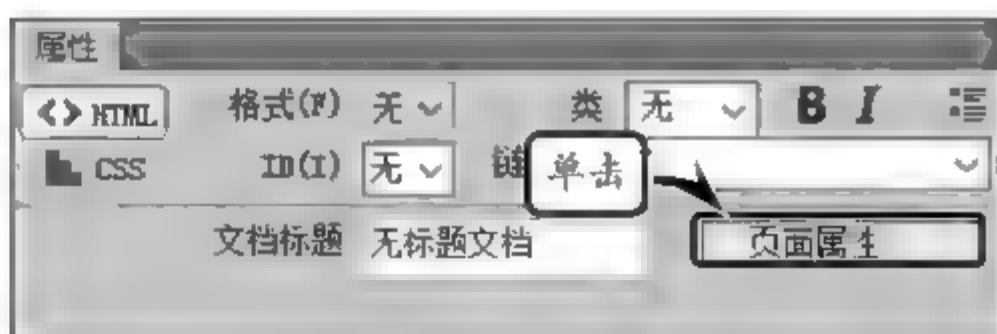 属性
<> HTML 格式(F) 无 类 无 B I
CSS ID(I) 无 链 单击
文档标题 无标题文档 页面属性